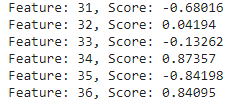 Feature: 31, Score: -0.68016
Feature: 32, Score: 0.04194
Feature: 33, Score: -0.13262
Feature: 34, Score: 0.87357
Feature: 35, Score: -0.84198
Feature: 36, Score: 0.84095